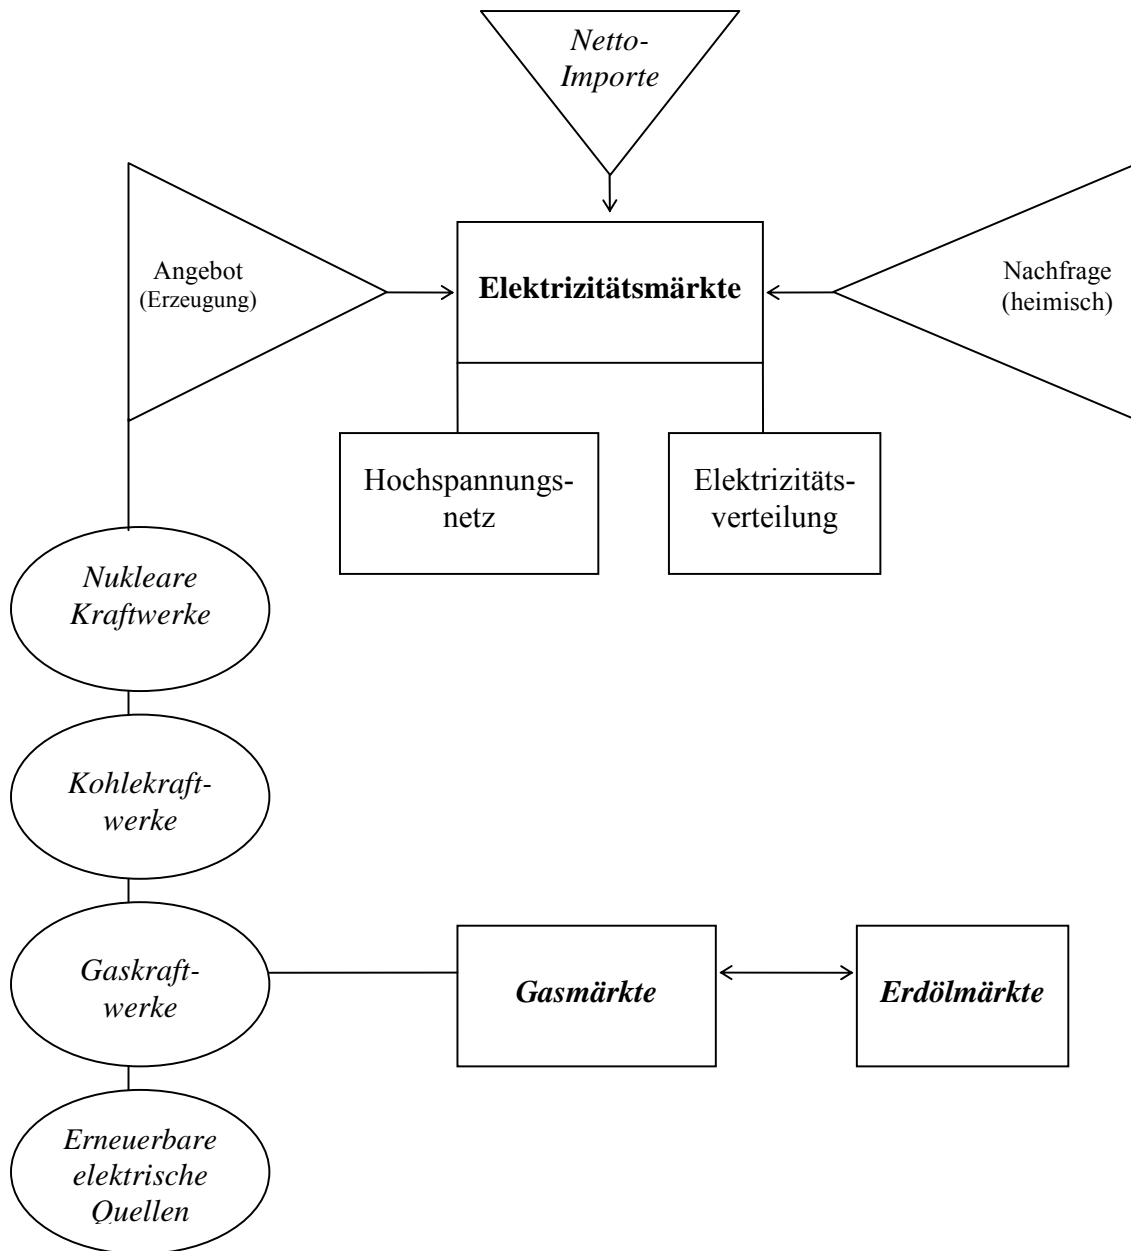 Netto-
Importe
Angebot
(Erzeugung)
Elektrizitätsmärkte
Nachfrage
(heimisch)
Hochspannungs-
netz
Elektrizitäts-
verteilung
Nukleare
Kraftwerke
Kohlekraft-
werke
Gaskraft-
werke
Gasmärkte
Erdölmärkte
Erneuerbare
elektrische
Quellen